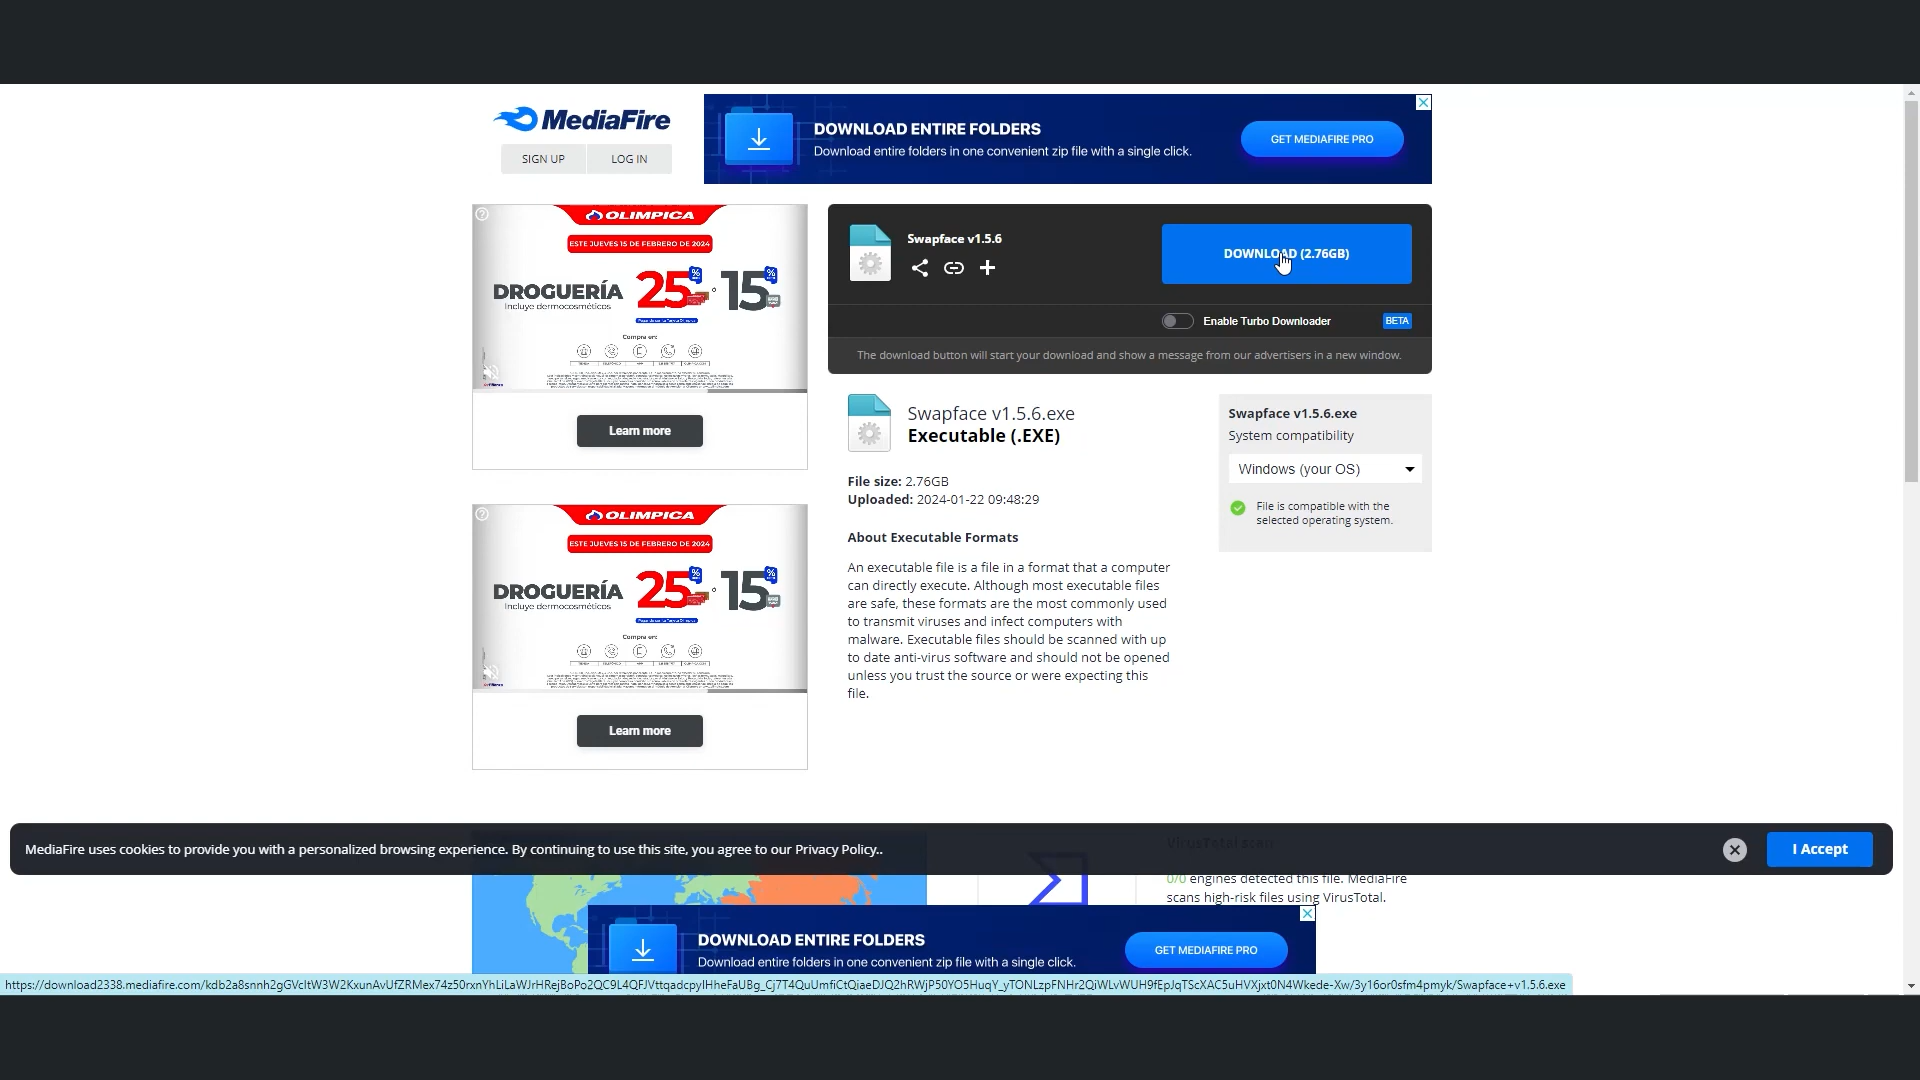 MediaFire
SIGN UP
LOG IN
DOWNLOAD ENTIRE FOLDERS
Download entire folders in one convenient zip file with a single click.
GET MEDIAFIRE PRO
OLIMPICA
ESTE JUEVES 15 DE FEBRERO DE 2024
DROGUERÍA
Incluye dermocosméticos
25%
o
15%
Compra en:
Learn more
Swapface v1.5.6
DOWNLOAD (2.76GB)
Enable Turbo Downloader
BETA
The download button will start your download and show a message from our advertisers in a new window.
Swapface v1.5.6.exe
Executable (.EXE)
File size: 2.76GB
Uploaded: 2024-01-22 09:48:29
About Executable Formats
An executable file is a file in a format that a computer
can directly execute. Although most executable files
are safe, these formats are the most commonly used
to transmit viruses and infect computers with
malware. Executable files should be scanned with up
to date anti-virus software and should not be opened
unless you trust the source or were expecting this
file.
Swapface v1.5.6.exe
System compatibility
Windows (your OS)
File is compatible with the
selected operating system.
OLIMPICA
ESTE JUEVES 15 DE FEBRERO DE 2024
DROGUERÍA
Incluye dermocosméticos
25%
o
15%
Compra en:
Learn more
VirusTotal scan
MediaFire uses cookies to provide you with a personalized browsing experience. By continuing to use this site, you agree to our Privacy Policy..
I Accept
0/0 engines detected this file. MediaFire
scans high-risk files using VirusTotal.
DOWNLOAD ENTIRE FOLDERS
Download entire folders in one convenient zip file with a single click.
GET MEDIAFIRE PRO